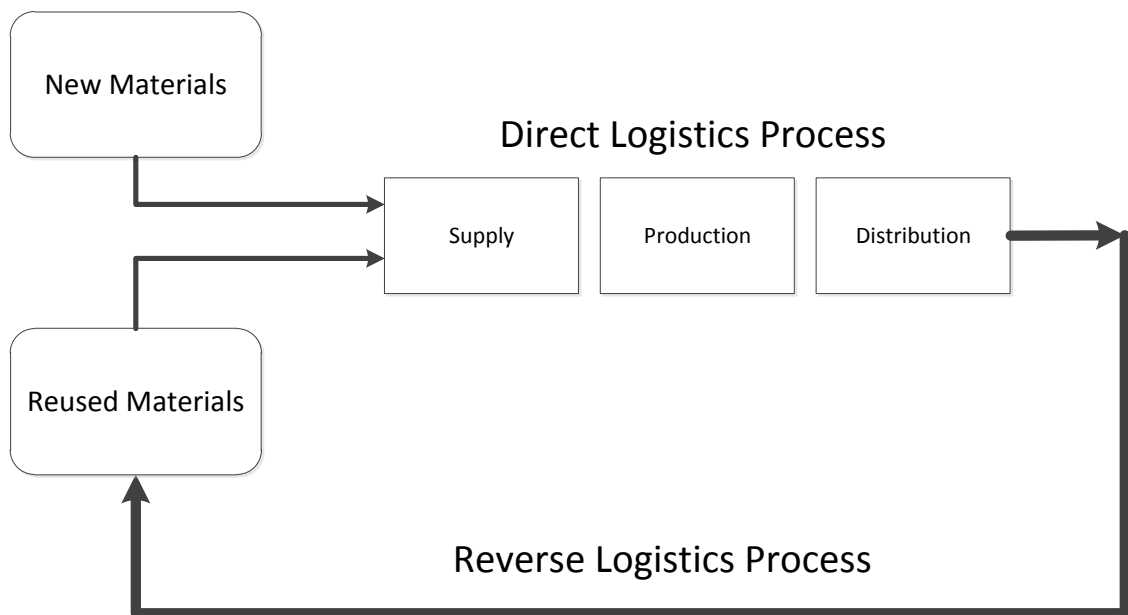 New Materials
Direct Logistics Process
Supply
Production
Distribution
Reused Materials
Reverse Logistics Process